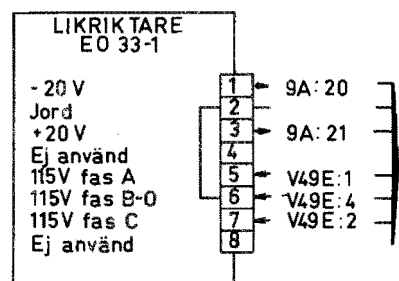 LIKRIKTARE
EO 33-1
- 20 V 1 9A:20
Jord 2
+20 V 3 9A:21
Ej använd 4
115V fas A 5 V49E:1
115V fas B-0 6 V49E:4
115V fas C 7 V49E:2
Ej använd 8